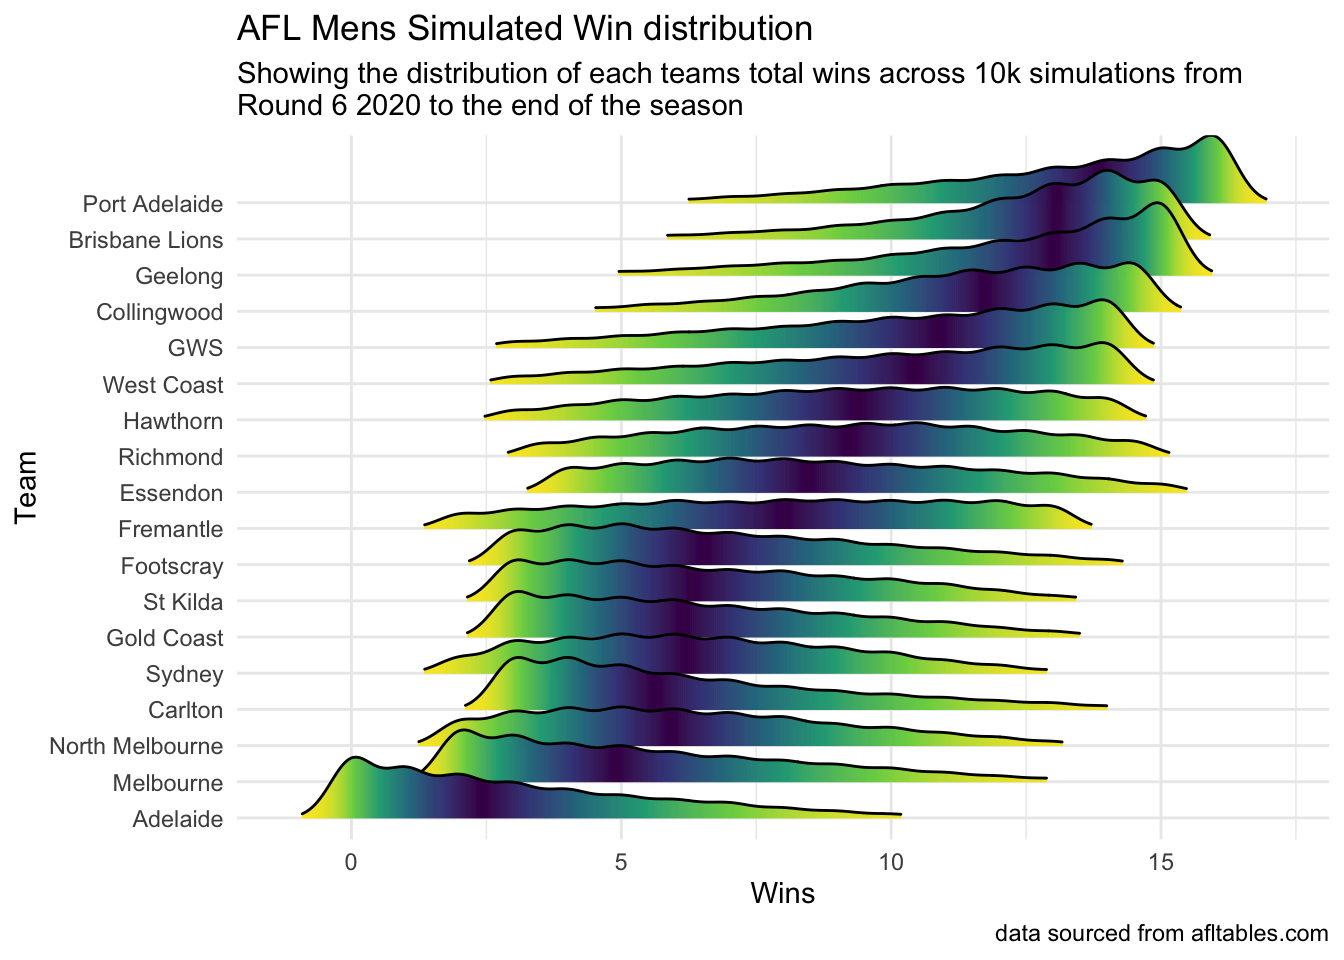 AFL Mens Simulated Win distribution
Showing the distribution of each teams total wins across 10k simulations from
Round 6 2020 to the end of the season
Team
Port Adelaide
Brisbane Lions
Geelong
Collingwood
GWS
West Coast
Hawthorn
Richmond
Essendon
Fremantle
Footscray
St Kilda
Gold Coast
Sydney
Carlton
North Melbourne
Melbourne
Adelaide
0 5 10 15
Wins
data sourced from afltables.com